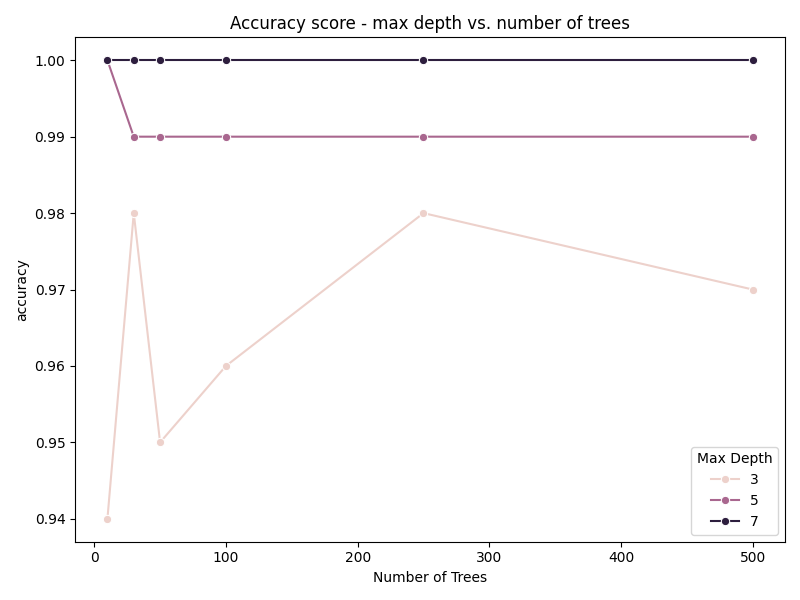 Accuracy score - max depth vs. number of trees
1.00
0.99
0.98
0.97
0.96
0.95
0.94
accuracy
0 100 200 300 400 500
Number of Trees
Max Depth
3
5
7